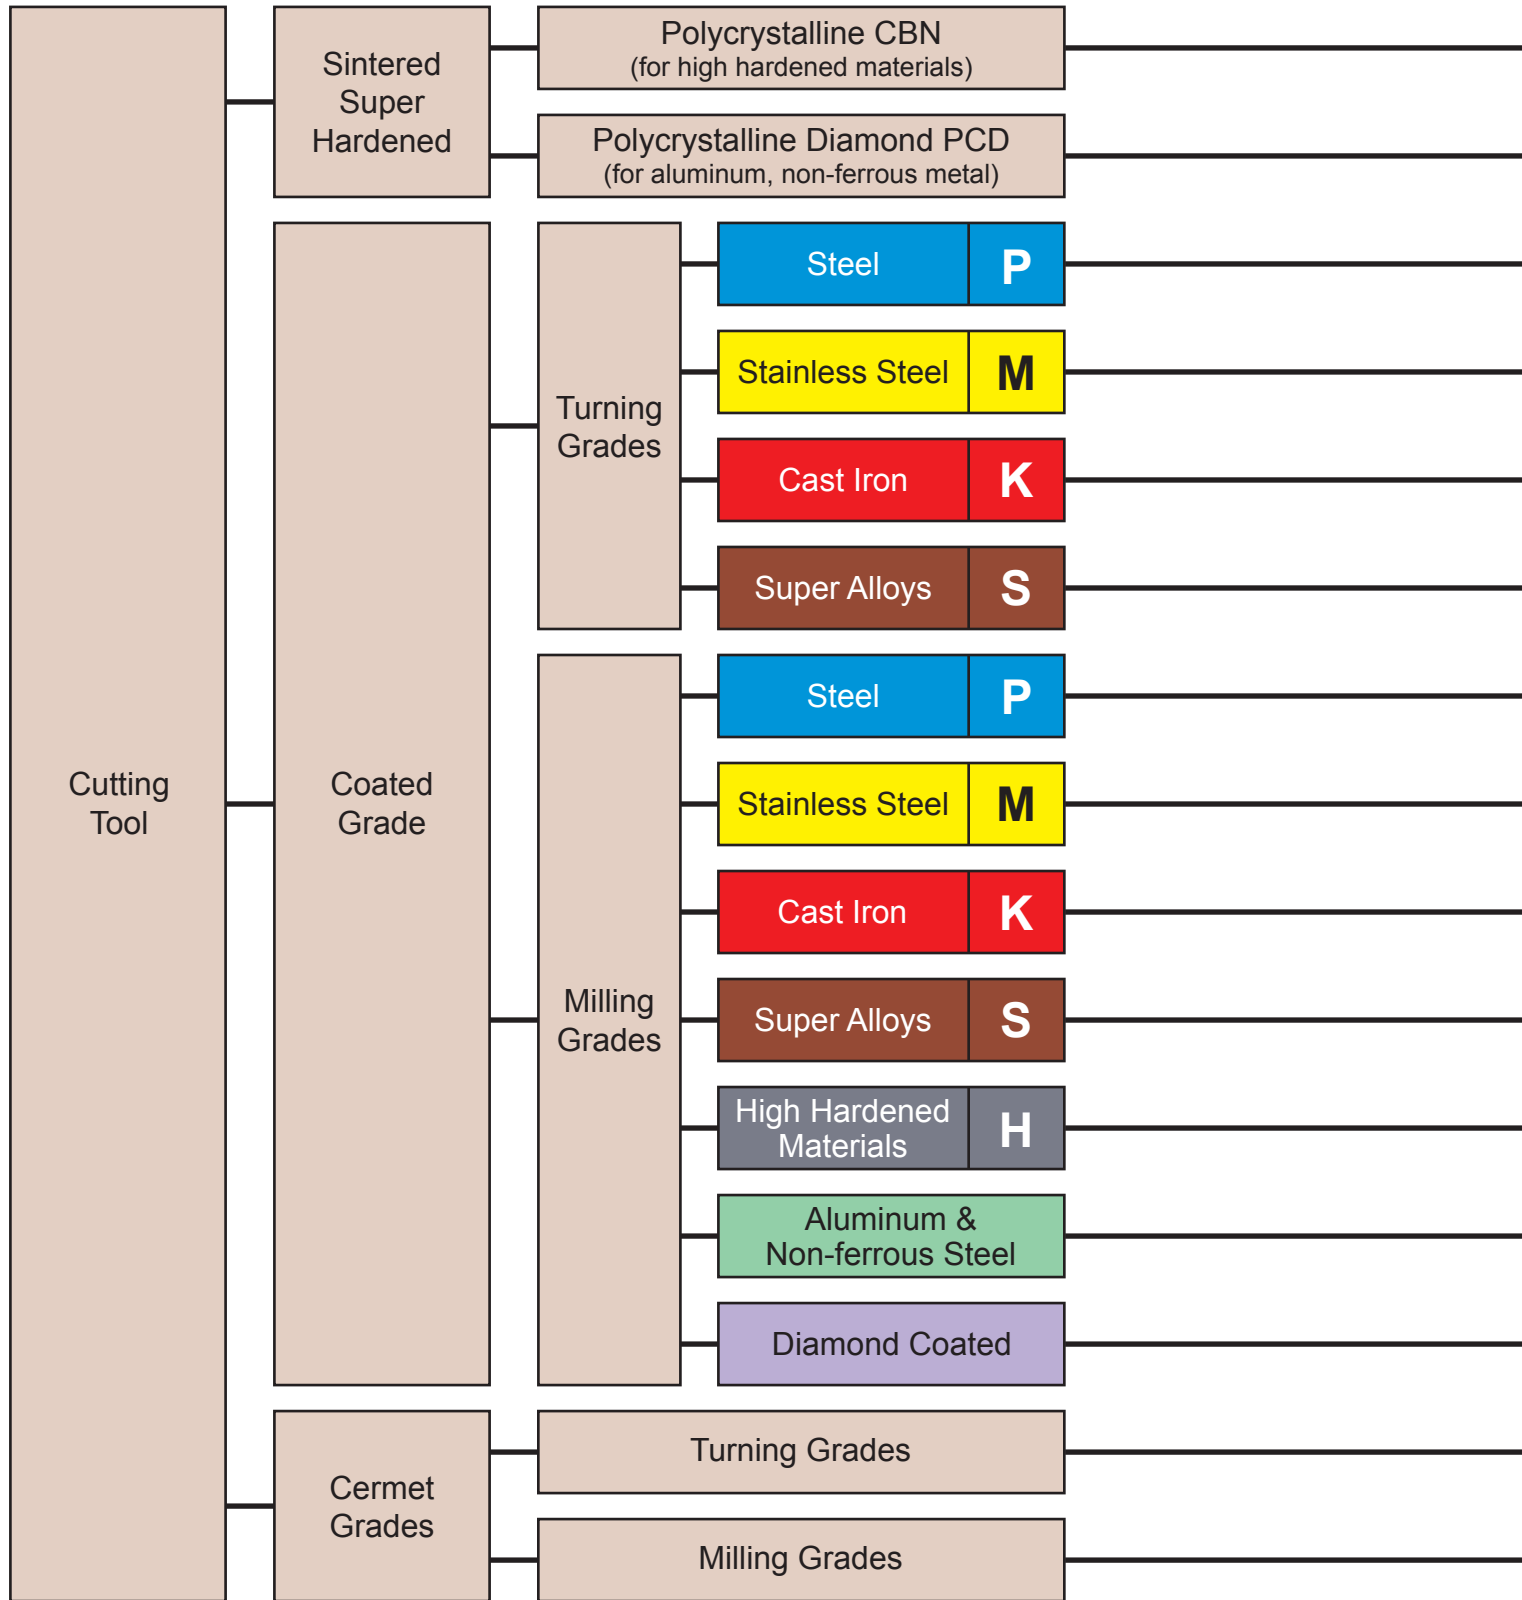 Cutting
Tool
Sintered
Super
Hardened
Polycrystalline CBN
(for high hardened materials)
Polycrystalline Diamond PCD
(for aluminum, non-ferrous metal)
Coated
Grade
Turning
Grades
Steel P
Stainless Steel M
Cast Iron K
Super Alloys S
Milling
Grades
Steel P
Stainless Steel M
Cast Iron K
Super Alloys S
High Hardened
Materials
H
Aluminum &
Non-ferrous Steel
Diamond Coated
Cermet
Grades
Turning Grades
Milling Grades